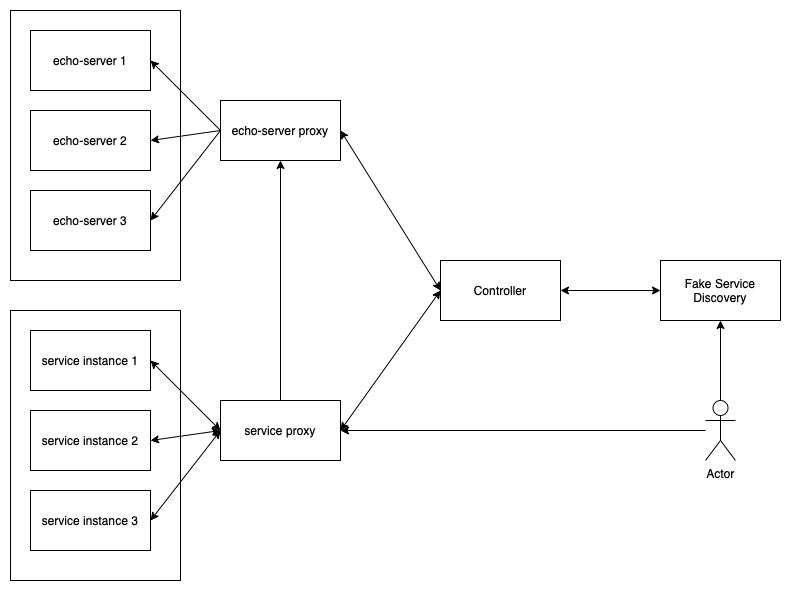 echo-server 1
echo-server 2
echo-server 3
echo-server proxy
Controller
Fake Service
Discovery
service instance 1
service instance 2
service instance 3
service proxy
Actor